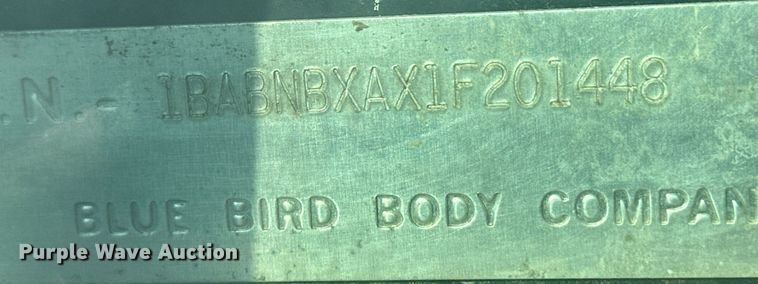 .N.- 1BABNBXAX1F201448
BLUE BIRD BODY COMPAN
Purple Wave Auction